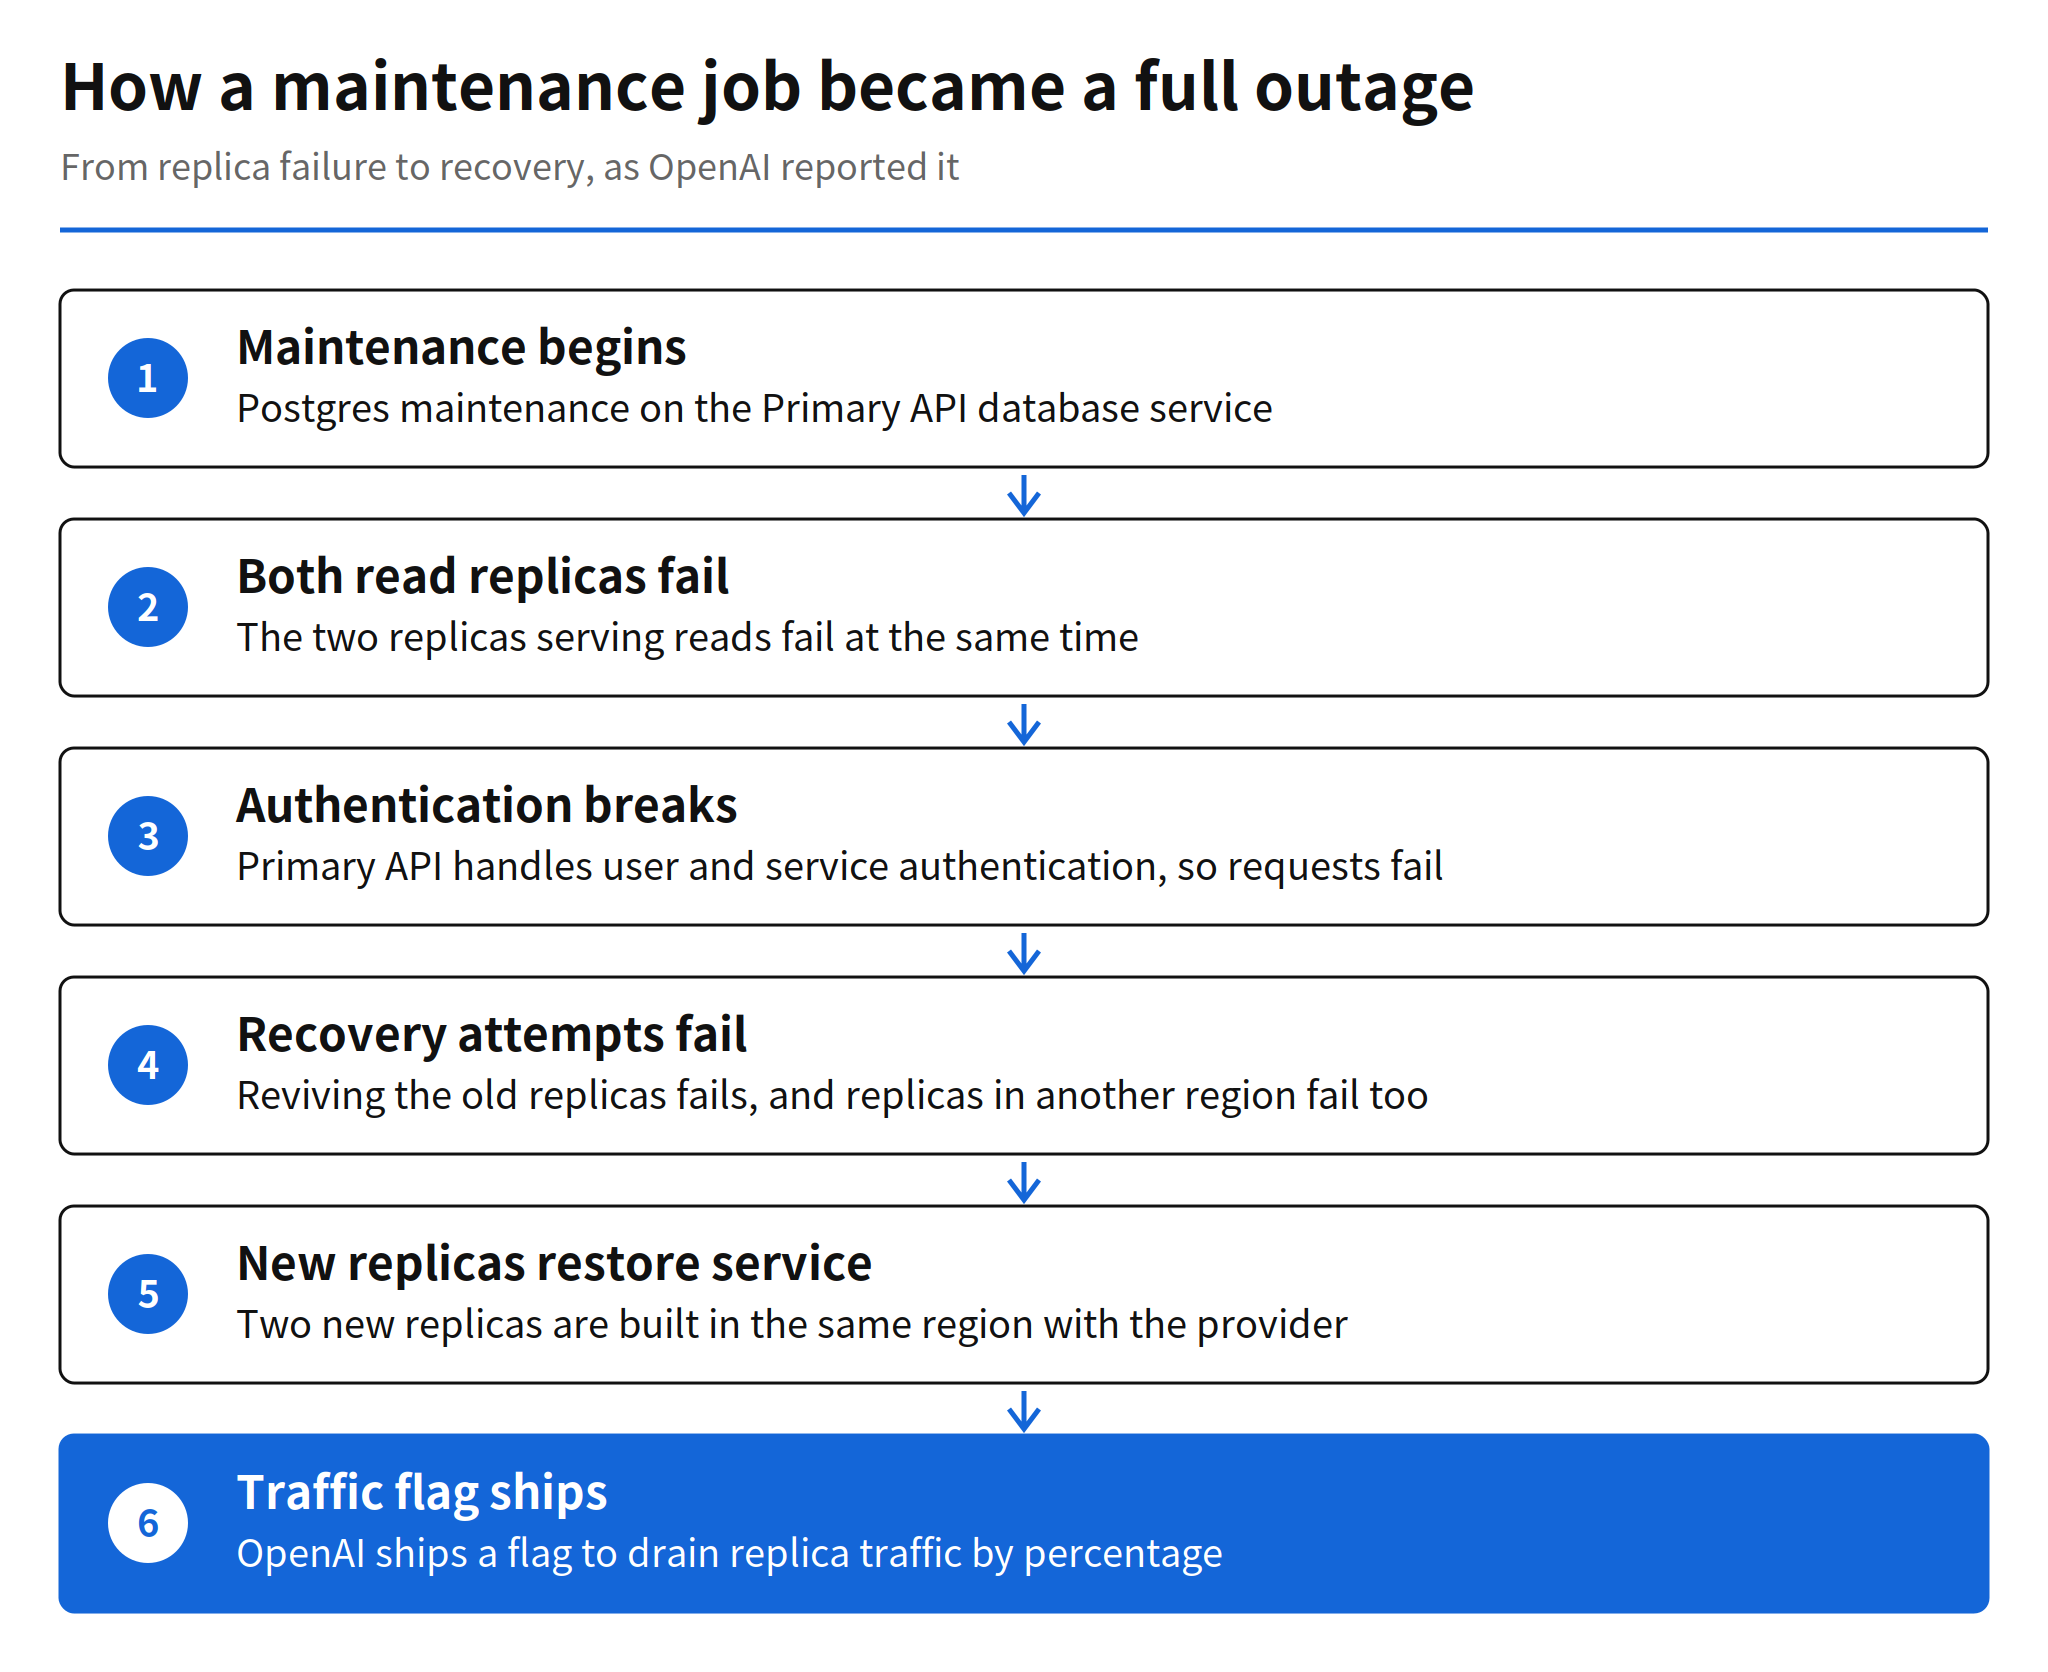 How a maintenance job became a full outage
From replica failure to recovery, as OpenAI reported it
1
Maintenance begins
Postgres maintenance on the Primary API database service
2
Both read replicas fail
The two replicas serving reads fail at the same time
3
Authentication breaks
Primary API handles user and service authentication, so requests fail
4
Recovery attempts fail
Reviving the old replicas fails, and replicas in another region fail too
5
New replicas restore service
Two new replicas are built in the same region with the provider
6
Traffic flag ships
OpenAI ships a flag to drain replica traffic by percentage